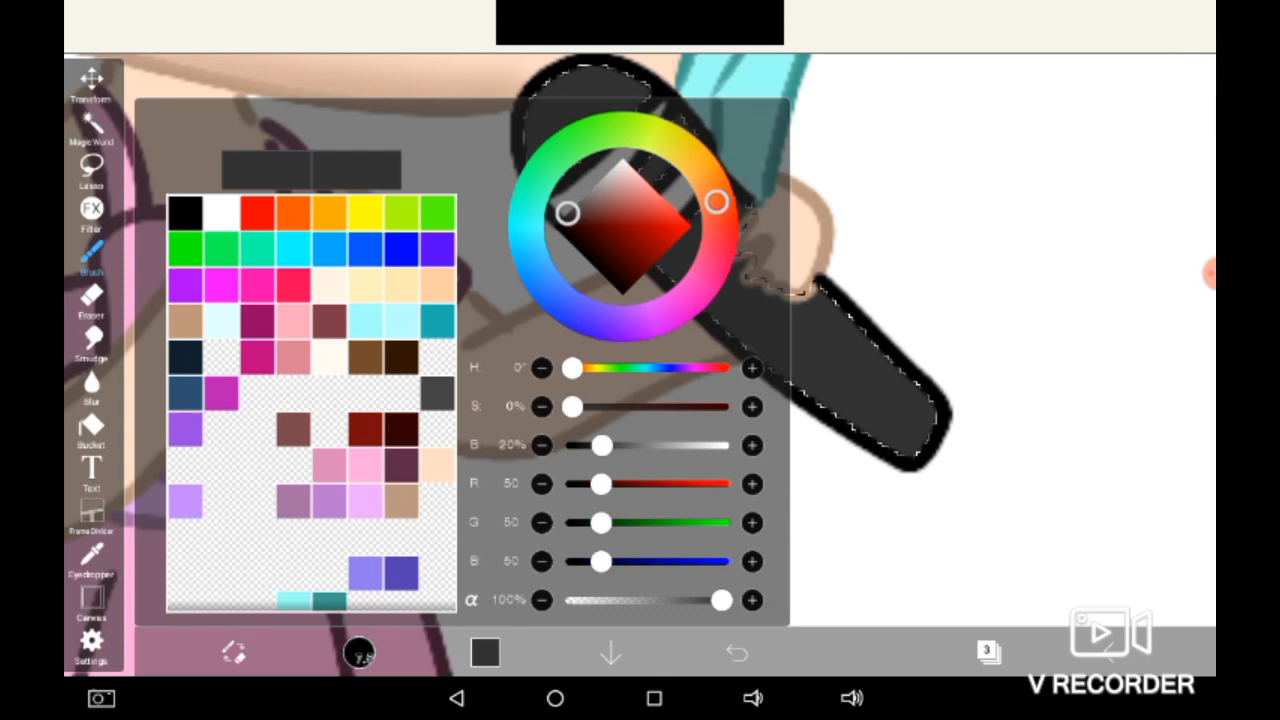 Transform
Magic Wand
Lasso
FX
Filter
Brush
Eraser
Smudge
Blur
Bucket
T
Text
Frame Divider
Eyedropper
Canvas
Settings
H: 0°
S: 0%
B: 20%
R: 50
G: 50
B: 50
α 100%
3
V RECORDER